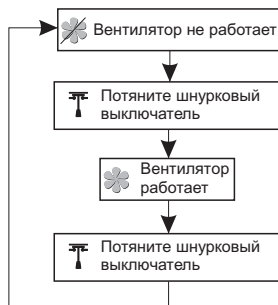 Вентилятор не работает
Потяните шнурковый
выключатель
Вентилятор
работает
Потяните шнурковый
выключатель